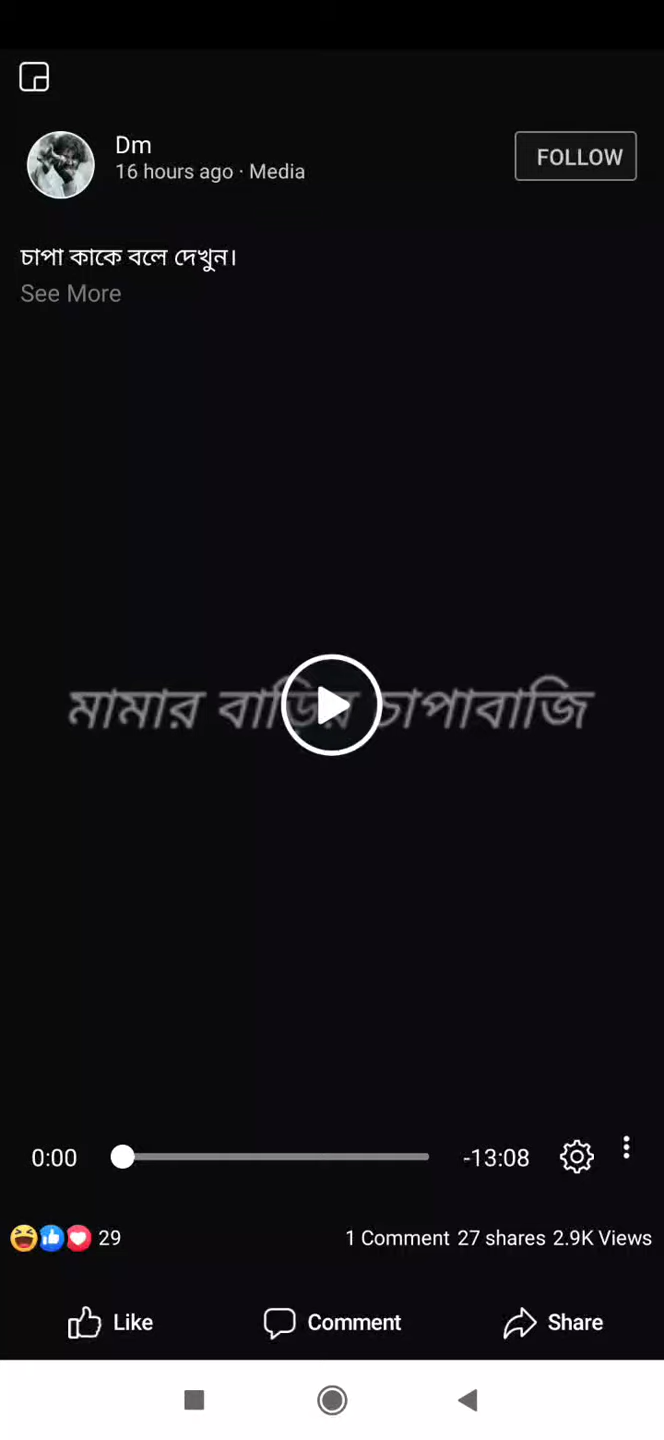 Dm
16 hours ago · Media
FOLLOW
চাপা কাকে বলে দেখুন।
See More
মামার বাড়ির চাপাবাজি
0:00
-13:08
29
1 Comment 27 shares 2.9K Views
Like
Comment
Share